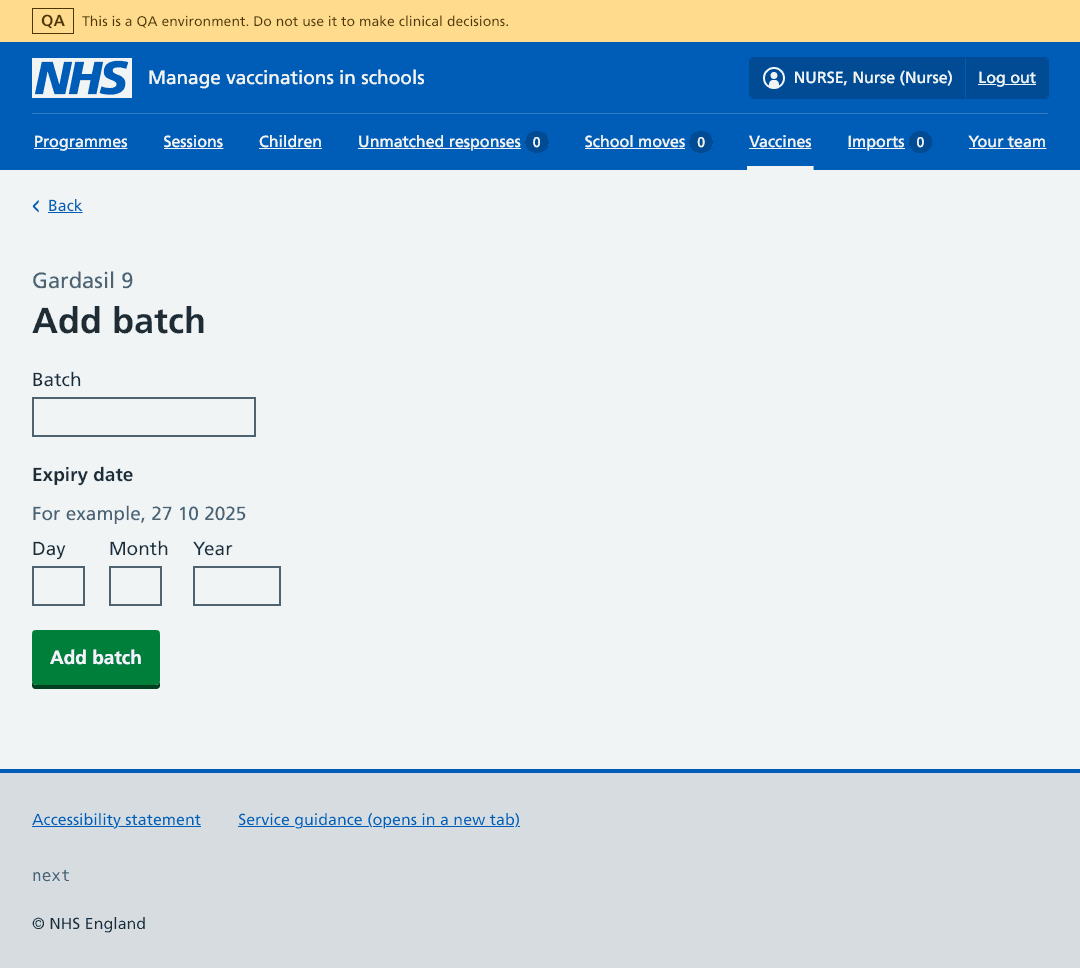 QA This is a QA environment. Do not use it to make clinical decisions.
NHS Manage vaccinations in schools NURSE, Nurse (Nurse) Log out
Programmes Sessions Children Unmatched responses 0 School moves 0 Vaccines Imports 0 Your team
Back
Gardasil 9
Add batch
Batch
Expiry date
For example, 27 10 2025
Day Month Year
Add batch
Accessibility statement Service guidance (opens in a new tab)
next
© NHS England